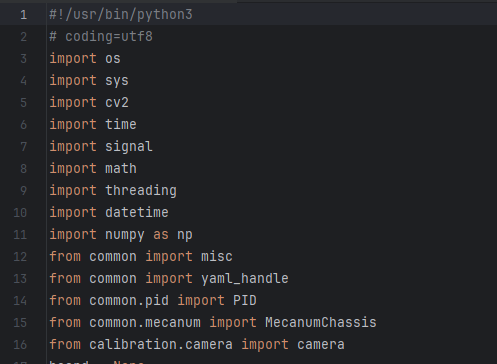 1 #!/usr/bin/python3
2 # coding=utf8
3 import os
4 import sys
5 import cv2
6 import time
7 import signal
8 import math
9 import threading
10 import datetime
11 import numpy as np
12 from common import misc
13 from common import yaml_handle
14 from common.pid import PID
15 from common.mecanum import MecanumChassis
16 from calibration.camera import camera
17 board = None